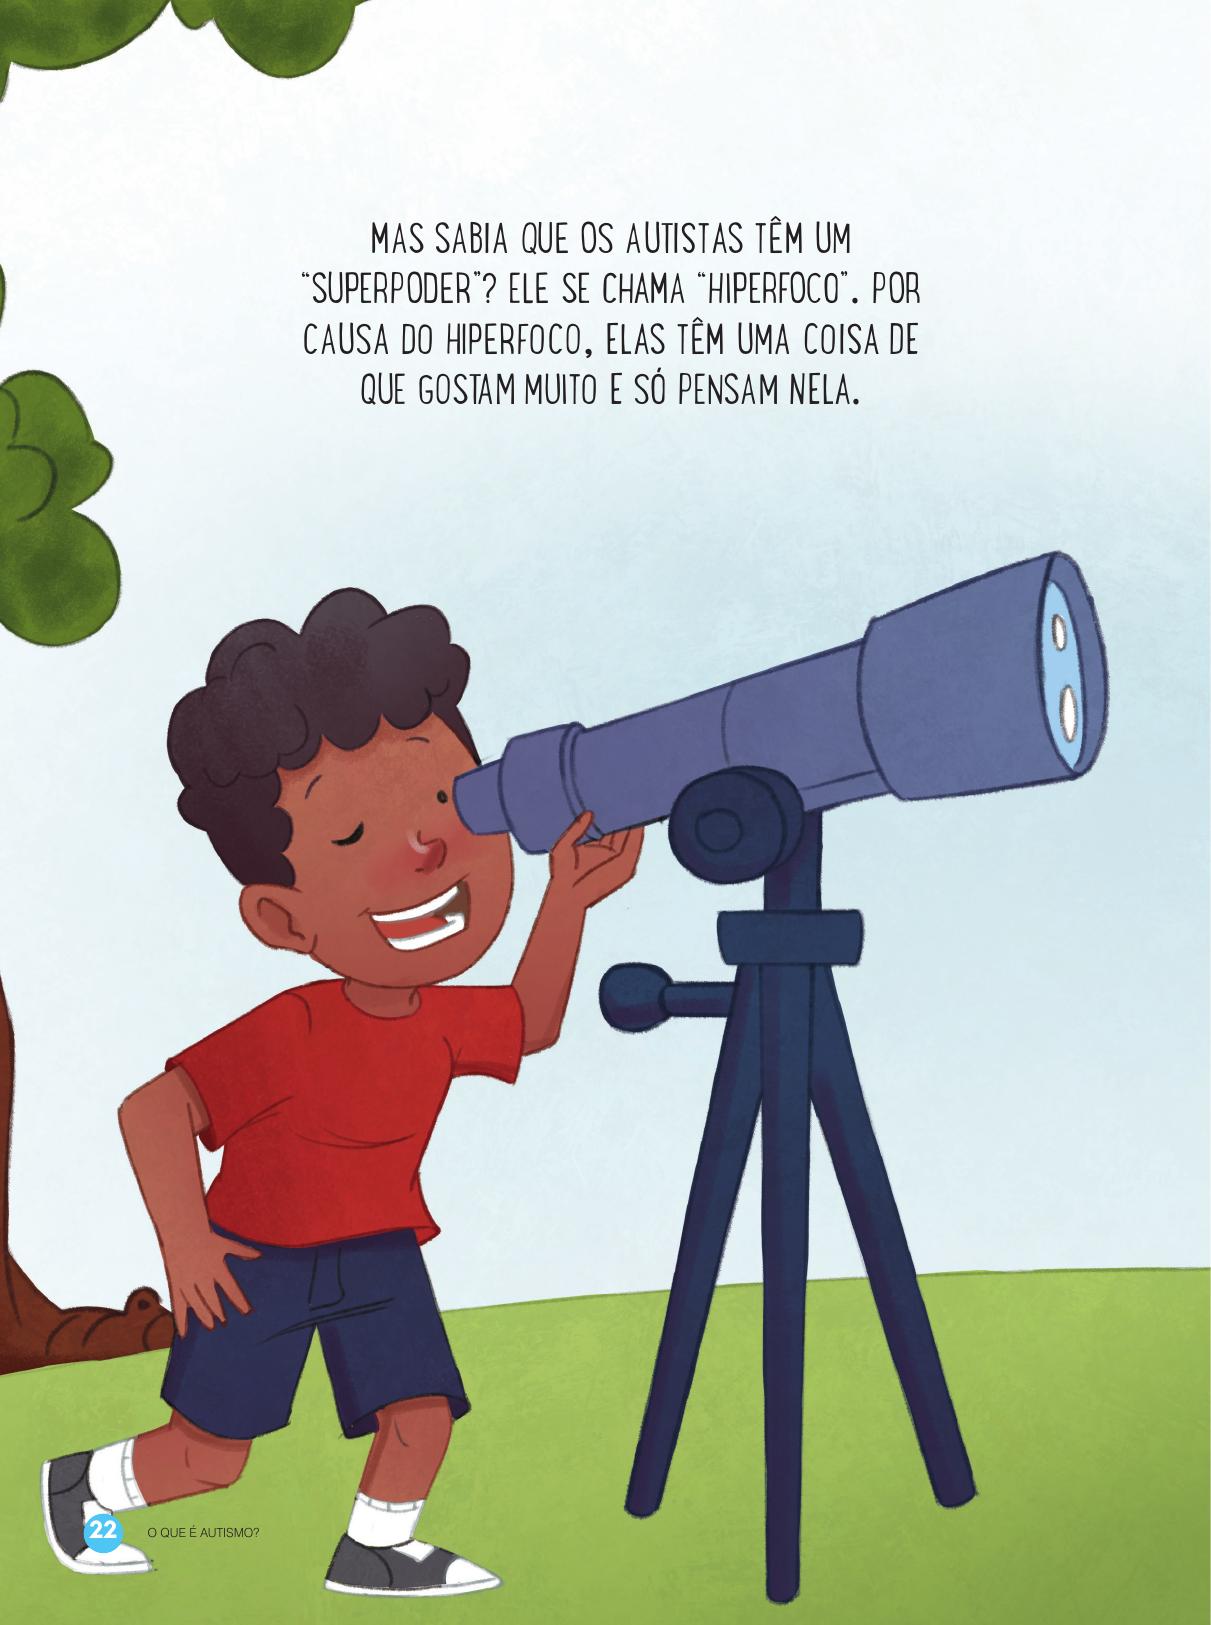 MAS SABIA QUE OS AUTISTAS TÊM UM
“SUPERPODER”? ELE SE CHAMA “HIPERFOCO”. POR
CAUSA DO HIPERFOCO, ELAS TÊM UMA COISA DE
QUE GOSTAM MUITO E SÓ PENSAM NELA.
22 O QUE É AUTISMO?